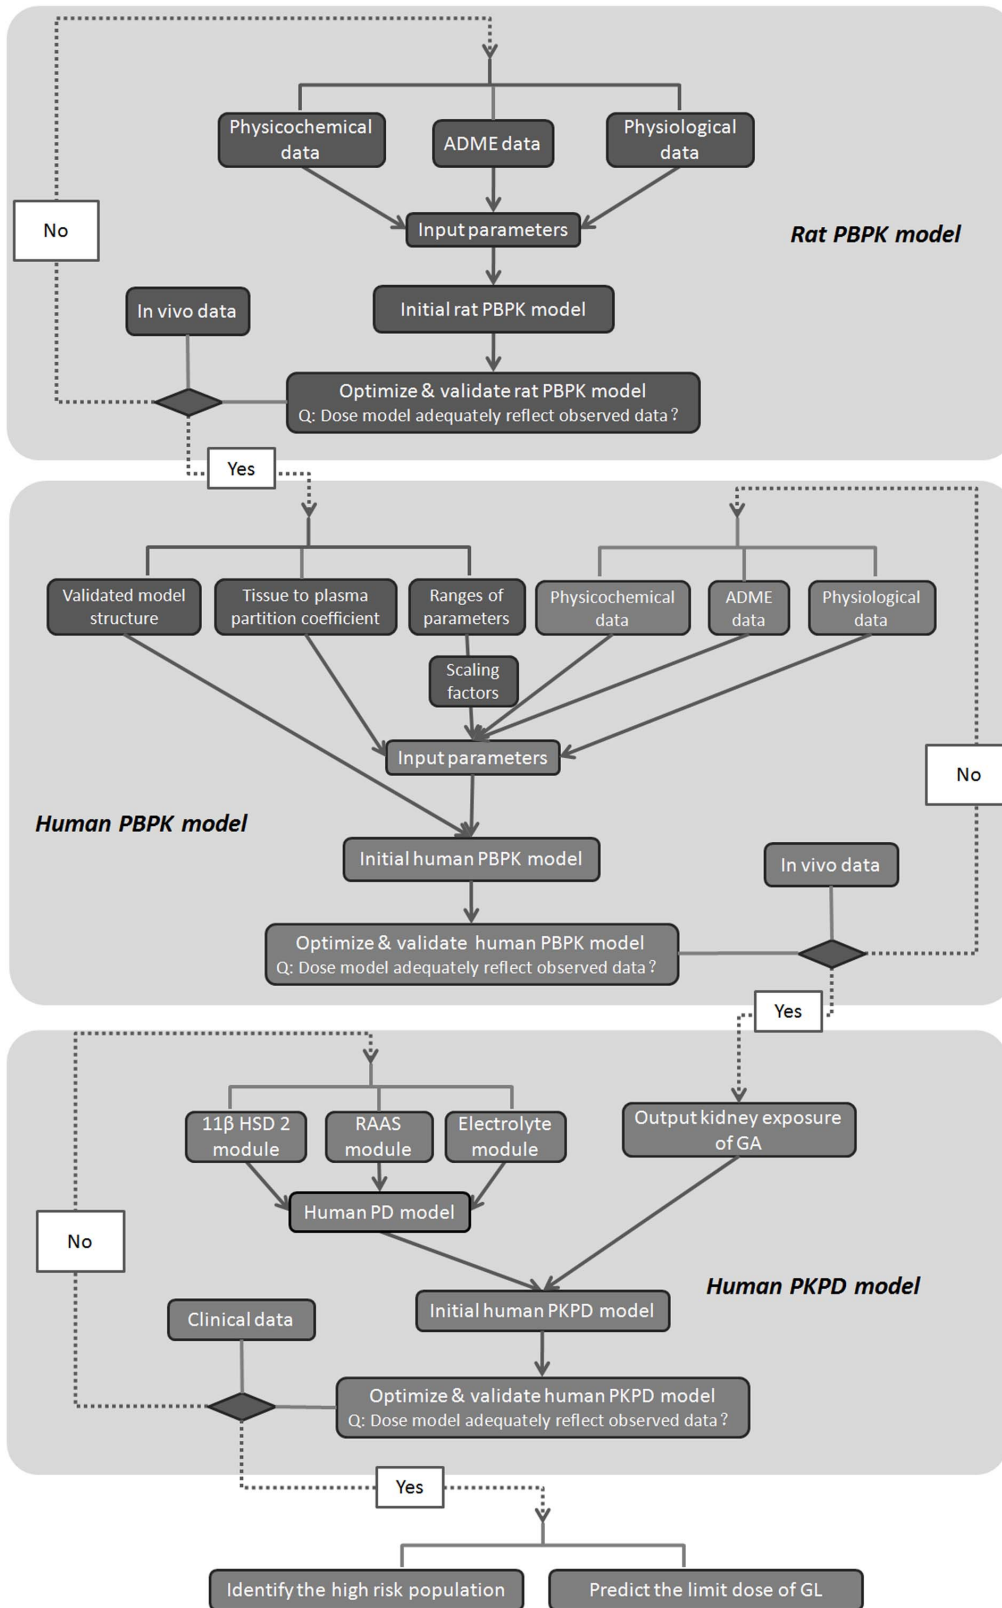 Physicochemical
data
ADME data
Physiological
data
No
Input parameters
Rat PBPK model
In vivo data
Initial rat PBPK model
Optimize & validate rat PBPK model
Q: Dose model adequately reflect observed data?
Yes
Validated model
structure
Tissue to plasma
partition coefficient
Ranges of
parameters
Physicochemical
data
ADME
data
Physiological
data
Scaling
factors
Input parameters
No
Human PBPK model
Initial human PBPK model
In vivo data
Optimize & validate human PBPK model
Q: Dose model adequately reflect observed data?
Yes
11β HSD 2
module
RAAS
module
Electrolyte
module
Output kidney exposure
of GA
Human PD model
No
Human PKPD model
Clinical data
Initial human PKPD model
Optimize & validate human PKPD model
Q: Dose model adequately reflect observed data?
Yes
Identify the high risk population
Predict the limit dose of GL